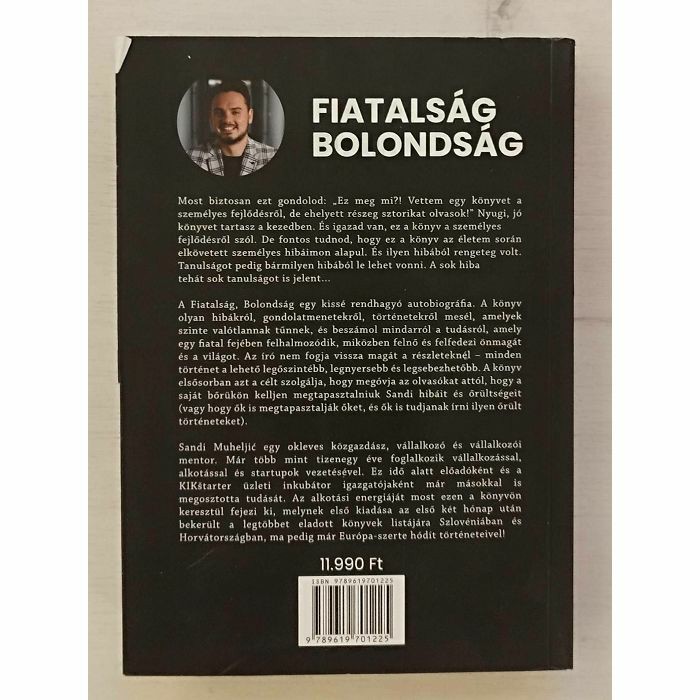 FIATALSÁG
BOLONDSÁG
Most biztosan ezt gondolod: „Ez meg mi?! Vettem egy könyvet a
személyes fejlődésről, de ehelyett részeg sztorikat olvasok!” Nyugi, jó
könyvet tartasz a kezedben. És igazad van, ez a könyv a személyes
fejlődésről szól. De fontos tudnod, hogy ez a könyv az életem során
elkövetett személyes hibáimon alapul. És ilyen hibából rengeteg volt.
Tanulságot pedig bármilyen hibából le lehet vonni. A sok hiba
tehát sok tanulságot is jelent...
A Fiatalság, Bolondság egy kissé rendhagyó autobiográfia. A könyv
olyan hibákról, gondolatmenetekről, történetekről mesél, amelyek
szinte valótlannak tűnnek, és beszámol mindarról a tudásról, amely
egy fiatal fejében felhalmozódik, miközben felnő és felfedezi önmagát
és a világot. Az író nem fogja vissza magát a részleteknél – minden
történet a lehető legőszintébb, legnyersebb és legsebezhetőbb. A könyv
elsősorban azt a célt szolgálja, hogy megóvja az olvasókat attól, hogy a
saját bőrükön kelljen megtapasztalniuk Sandi hibáit és őrültségeit
(vagy hogy ők is megtapasztalják őket, és ők is tudjanak írni ilyen őrült
történeteket).
Sandi Muheljić egy okleves közgazdász, vállalkozó és vállalkozói
mentor. Már több mint tizenegy éve foglalkozik vállalkozással,
alkotással és startupok vezetésével. Ez idő alatt előadóként és a
KIKštarter üzleti inkubátor igazgatójaként már másokkal is
megosztotta tudását. Az alkotási energiáját most ezen a könyvön
keresztül fejezi ki, melynek első kiadása az első két hónap után
bekerült a legtöbbet eladott könyvek listájára Szlovéniában és
Horvátországban, ma pedig már Európa-szerte hódít történeteivel!
11.990 Ft
ISBN 9789619701225
9 789619 701225